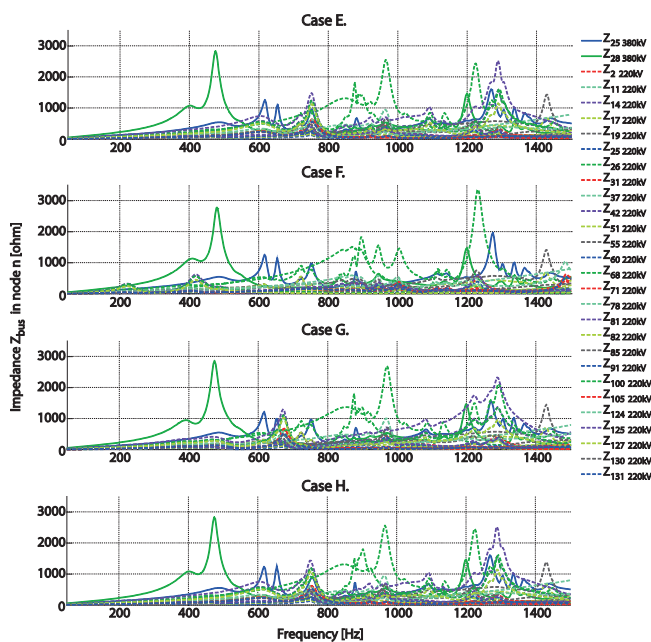 Case E.
3000
2000
1000
0
200 400 600 800 1000 1200 1400
Case F.
3000
2000
1000
0
200 400 600 800 1000 1200 1400
Case G.
3000
2000
1000
0
200 400 600 800 1000 1200 1400
Case H.
3000
2000
1000
0
200 400 600 800 1000 1200 1400
Frequency [Hz]
Impedance Zbus in node n [ohm]
Z25 380kV
Z28 380kV
Z2 220kV
Z11 220kV
Z14 220kV
Z17 220kV
Z19 220kV
Z25 220kV
Z26 220kV
Z31 220kV
Z37 220kV
Z42 220kV
Z51 220kV
Z55 220kV
Z60 220kV
Z68 220kV
Z71 220kV
Z78 220kV
Z81 220kV
Z82 220kV
Z85 220kV
Z91 220kV
Z100 220kV
Z105 220kV
Z124 220kV
Z125 220kV
Z127 220kV
Z130 220kV
Z131 220kV